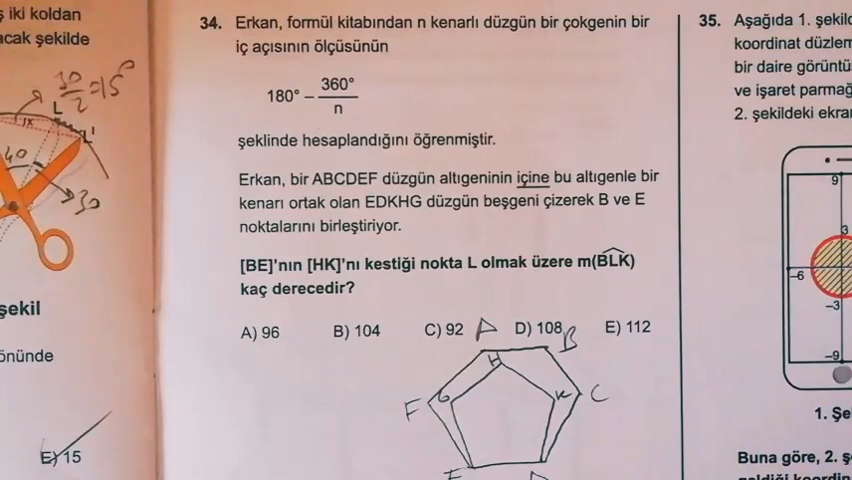 ş iki koldan
acak şekilde
30
2
=15°
L
L'
40
30
şekil
önünde
E) 15
34. Erkan, formül kitabından n kenarlı düzgün bir çokgenin bir
iç açısının ölçüsünün
180° – 360°
n
şeklinde hesaplandığını öğrenmiştir.
Erkan, bir ABCDEF düzgün altıgeninin içine bu altıgenle bir
kenarı ortak olan EDKHG düzgün beşgeni çizerek B ve E
noktalarını birleştiriyor.
[BE]'nın [HK]'nı kestiği nokta L olmak üzere m(BLK)
kaç derecedir?
A) 96 B) 104 C) 92 D) 108 E) 112
A
B
H
F
G
K
C
E
D
35. Aşağıda 1. şekild
koordinat düzlem
bir daire görüntü
ve işaret parmağ
2. şekildeki ekra
9
3
–6
–3
–9
1. Şe
Buna göre, 2. ş